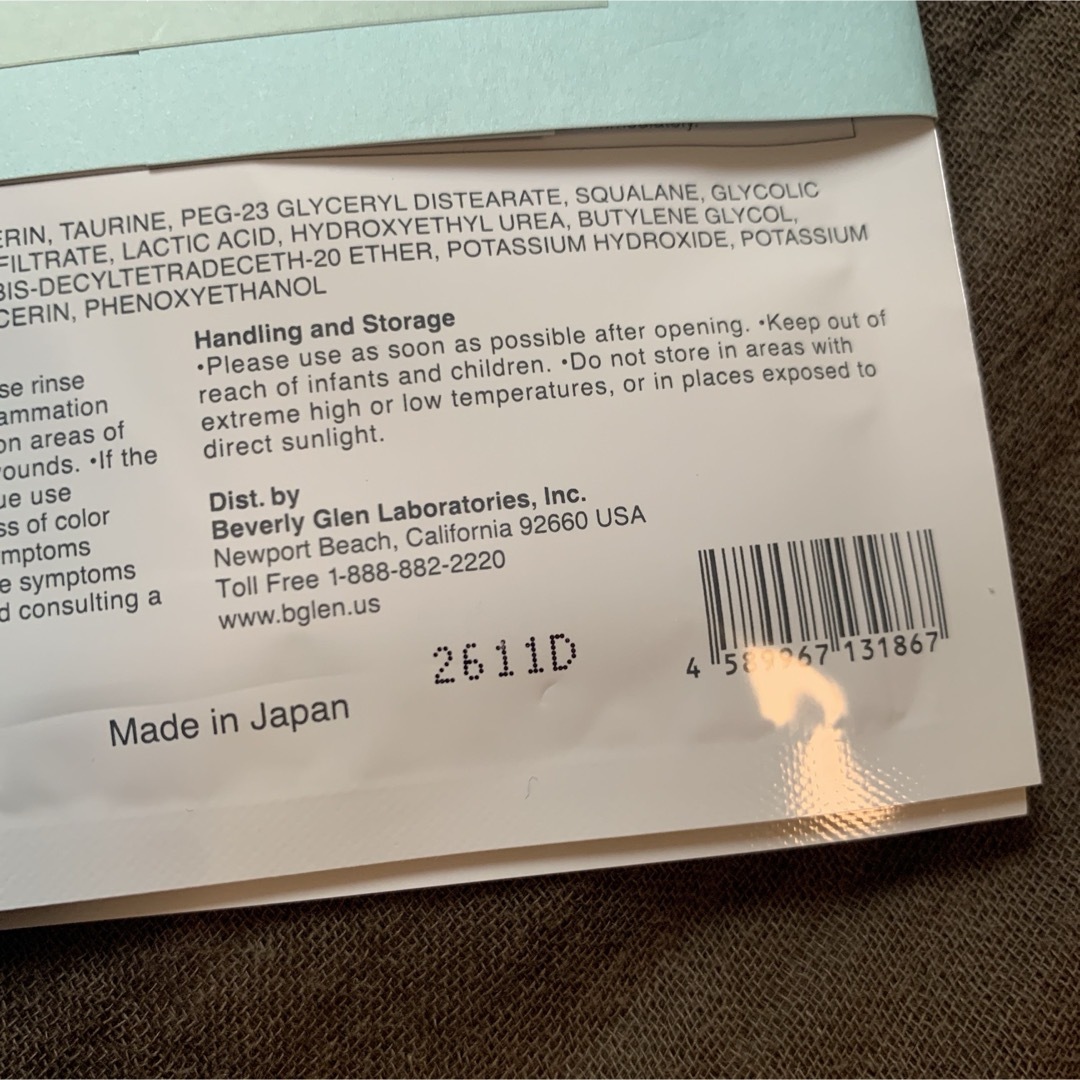 TAURINE, PEG-23 GLYCERYL DISTEARATE, SQUALANE, GLYCOLIC
FILTRATE, LACTIC ACID, HYDROXYETHYL UREA, BUTYLENE GLYCOL,
BIS-DECYLTETRADECETH-20 ETHER, POTASSIUM HYDROXIDE, POTASSIUM
CERIN, PHENOXYETHANOL
se rinse
ammation
on areas of
ounds. •If the
ue use
ss of color
mptoms
e symptoms
d consulting a
Handling and Storage
•Please use as soon as possible after opening. •Keep out of
reach of infants and children. •Do not store in areas with
extreme high or low temperatures, or in places exposed to
direct sunlight.
Dist. by
Beverly Glen Laboratories, Inc.
Newport Beach, California 92660 USA
Toll Free 1-888-882-2220
www.bglen.us
2611D
Made in Japan
4 589967 131867